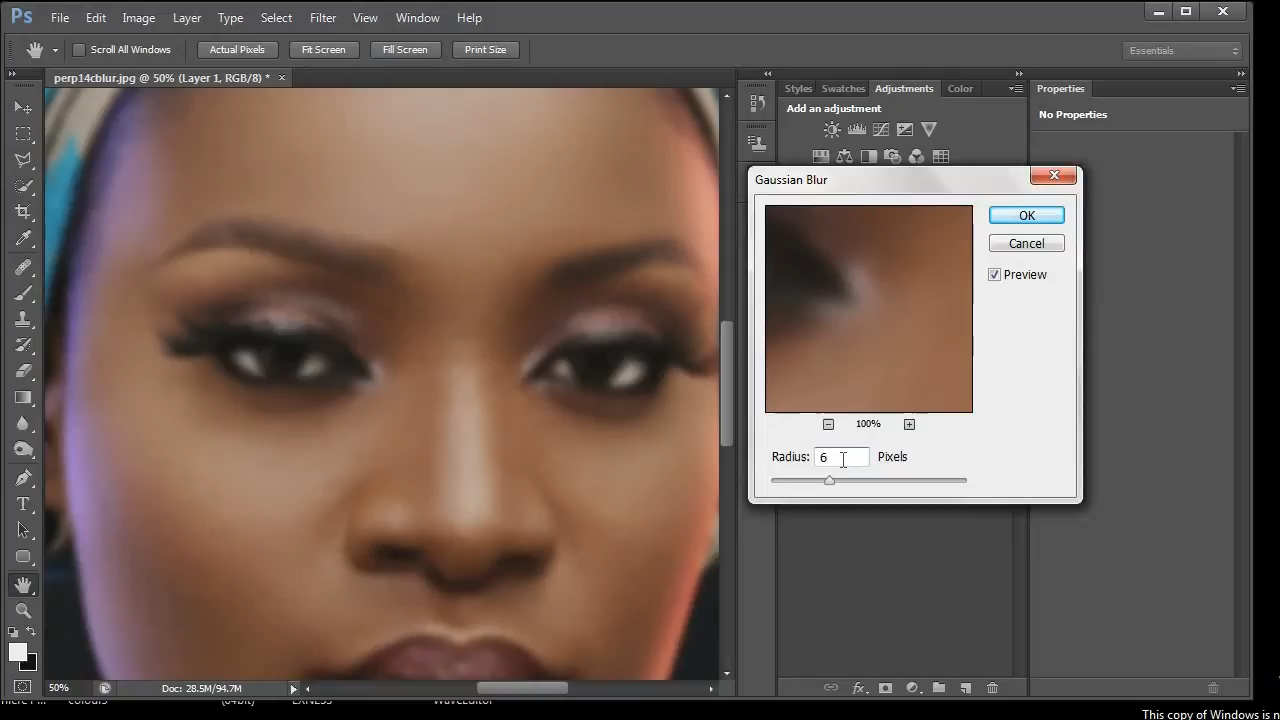 Ps File Edit Image Layer Type Select Filter View Window Help
Scroll All Windows Actual Pixels Fit Screen Fill Screen Print Size Essentials
perp14cblur.jpg @ 50% (Layer 1, RGB/8) *
Styles Swatches Adjustments Color Properties
Add an adjustment
No Properties
Gaussian Blur
OK
Cancel
Preview
100%
Radius: 6 Pixels
T
fx
50% Doc: 28.5M/94.7M
(64bit)
This copy of Windows is n